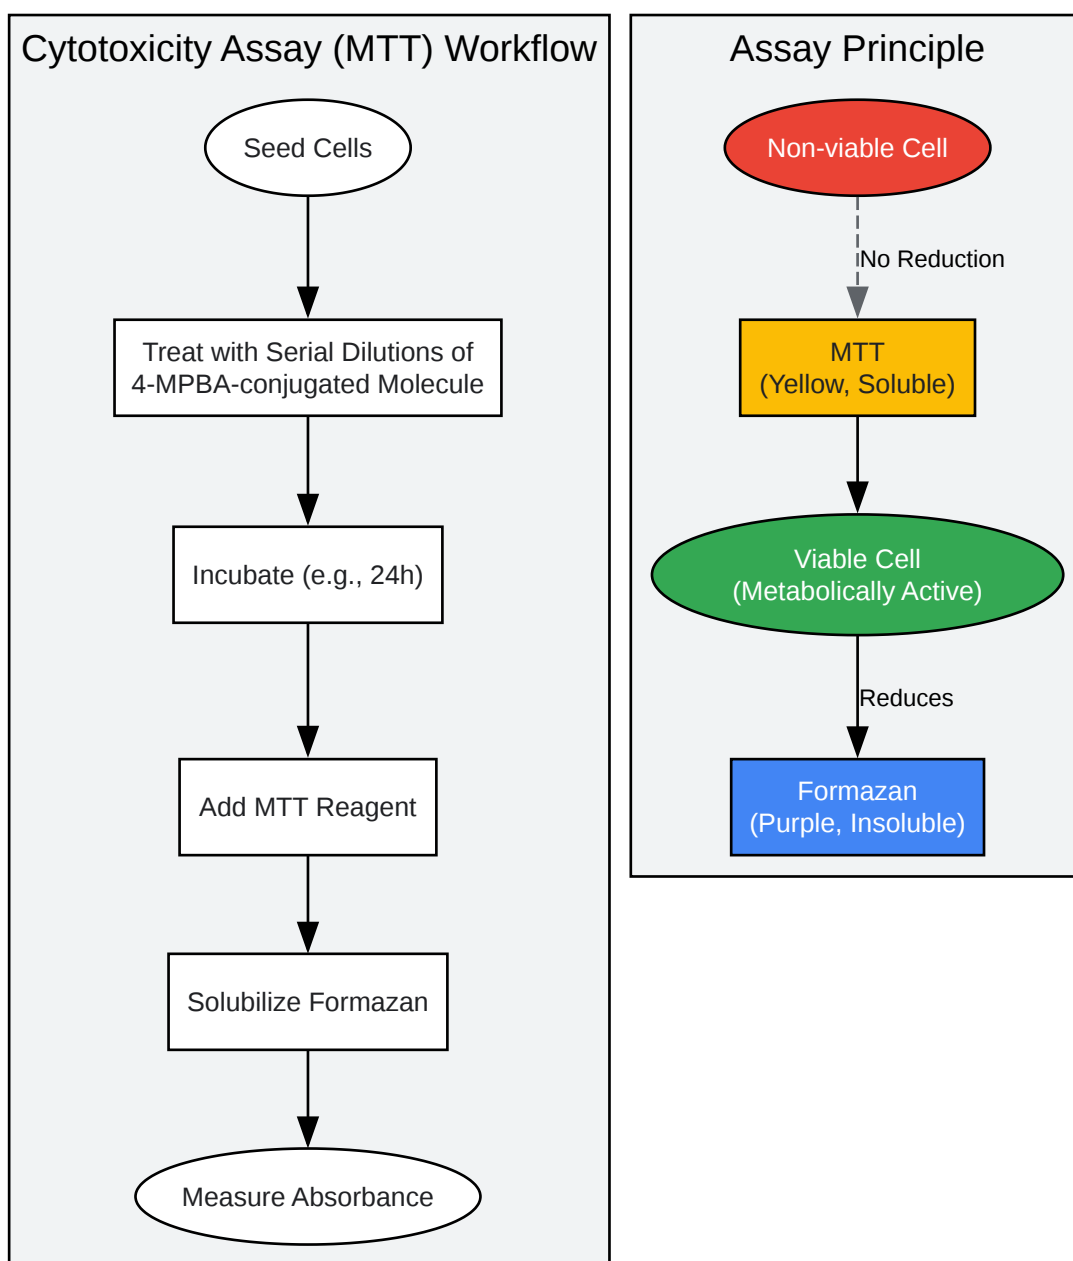 Cytotoxicity Assay (MTT) Workflow
Seed Cells
Treat with Serial Dilutions of
4-MPBA-conjugated Molecule
Incubate (e.g., 24h)
Add MTT Reagent
Solubilize Formazan
Measure Absorbance
Assay Principle
Non-viable Cell
No Reduction
MTT
(Yellow, Soluble)
Viable Cell
(Metabolically Active)
Reduces
Formazan
(Purple, Insoluble)